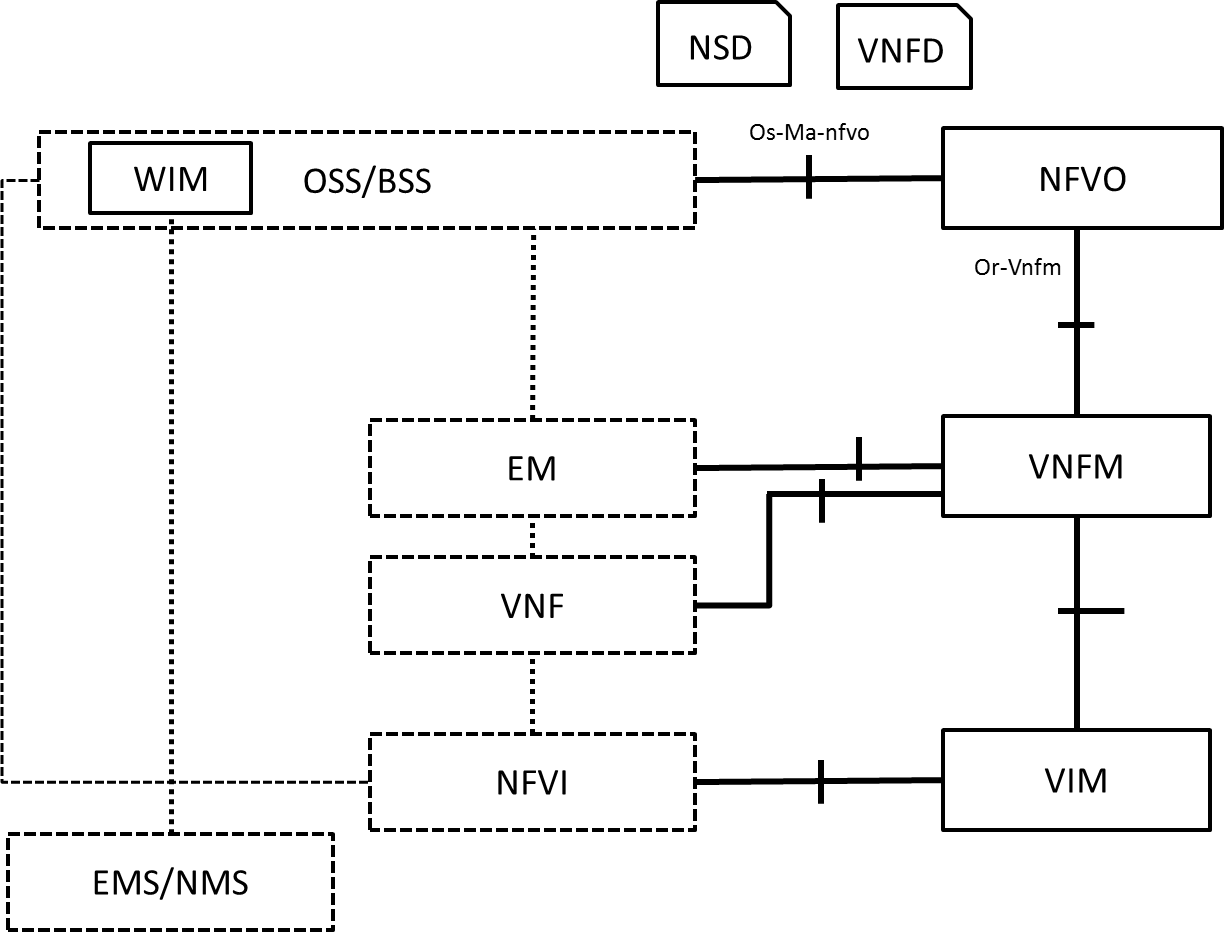 NSD
VNFD
Os-Ma-nfvo
WIM
OSS/BSS
NFVO
Or-Vnfm
EM
VNFM
VNF
NFVI
VIM
EMS/NMS